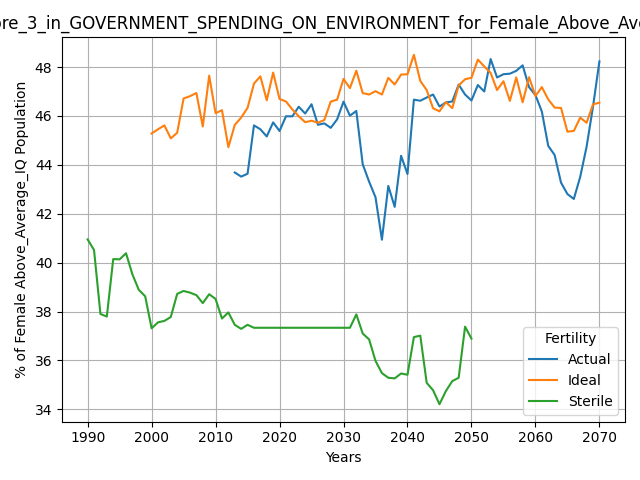 ore_3_in_GOVERNMENT_SPENDING_ON_ENVIRONMENT_for_Female_Above_Av
% of Female Above_Average_IQ Population
48
46
44
42
40
38
36
34
1990 2000 2010 2020 2030 2040 2050 2060 2070
Years
Fertility
Actual
Ideal
Sterile